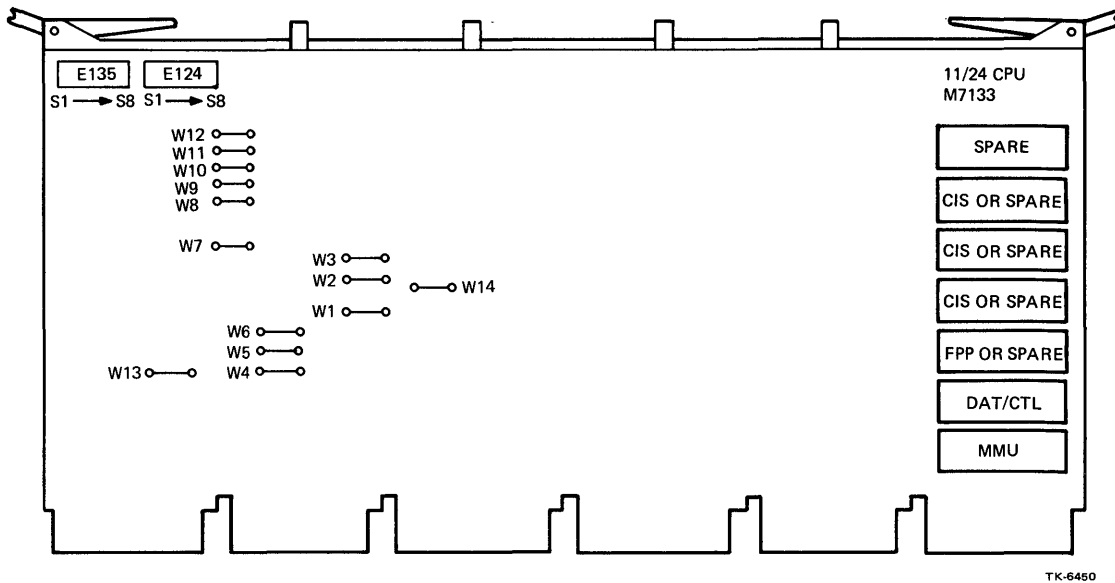 E135 E124
S1 → S8 S1 → S8
11/24 CPU
M7133
W12
W11
W10
W9
W8
W7
W3
W2
W14
W1
W6
W5
W4
W13
SPARE
CIS OR SPARE
CIS OR SPARE
CIS OR SPARE
FPP OR SPARE
DAT/CTL
MMU
TK-6450